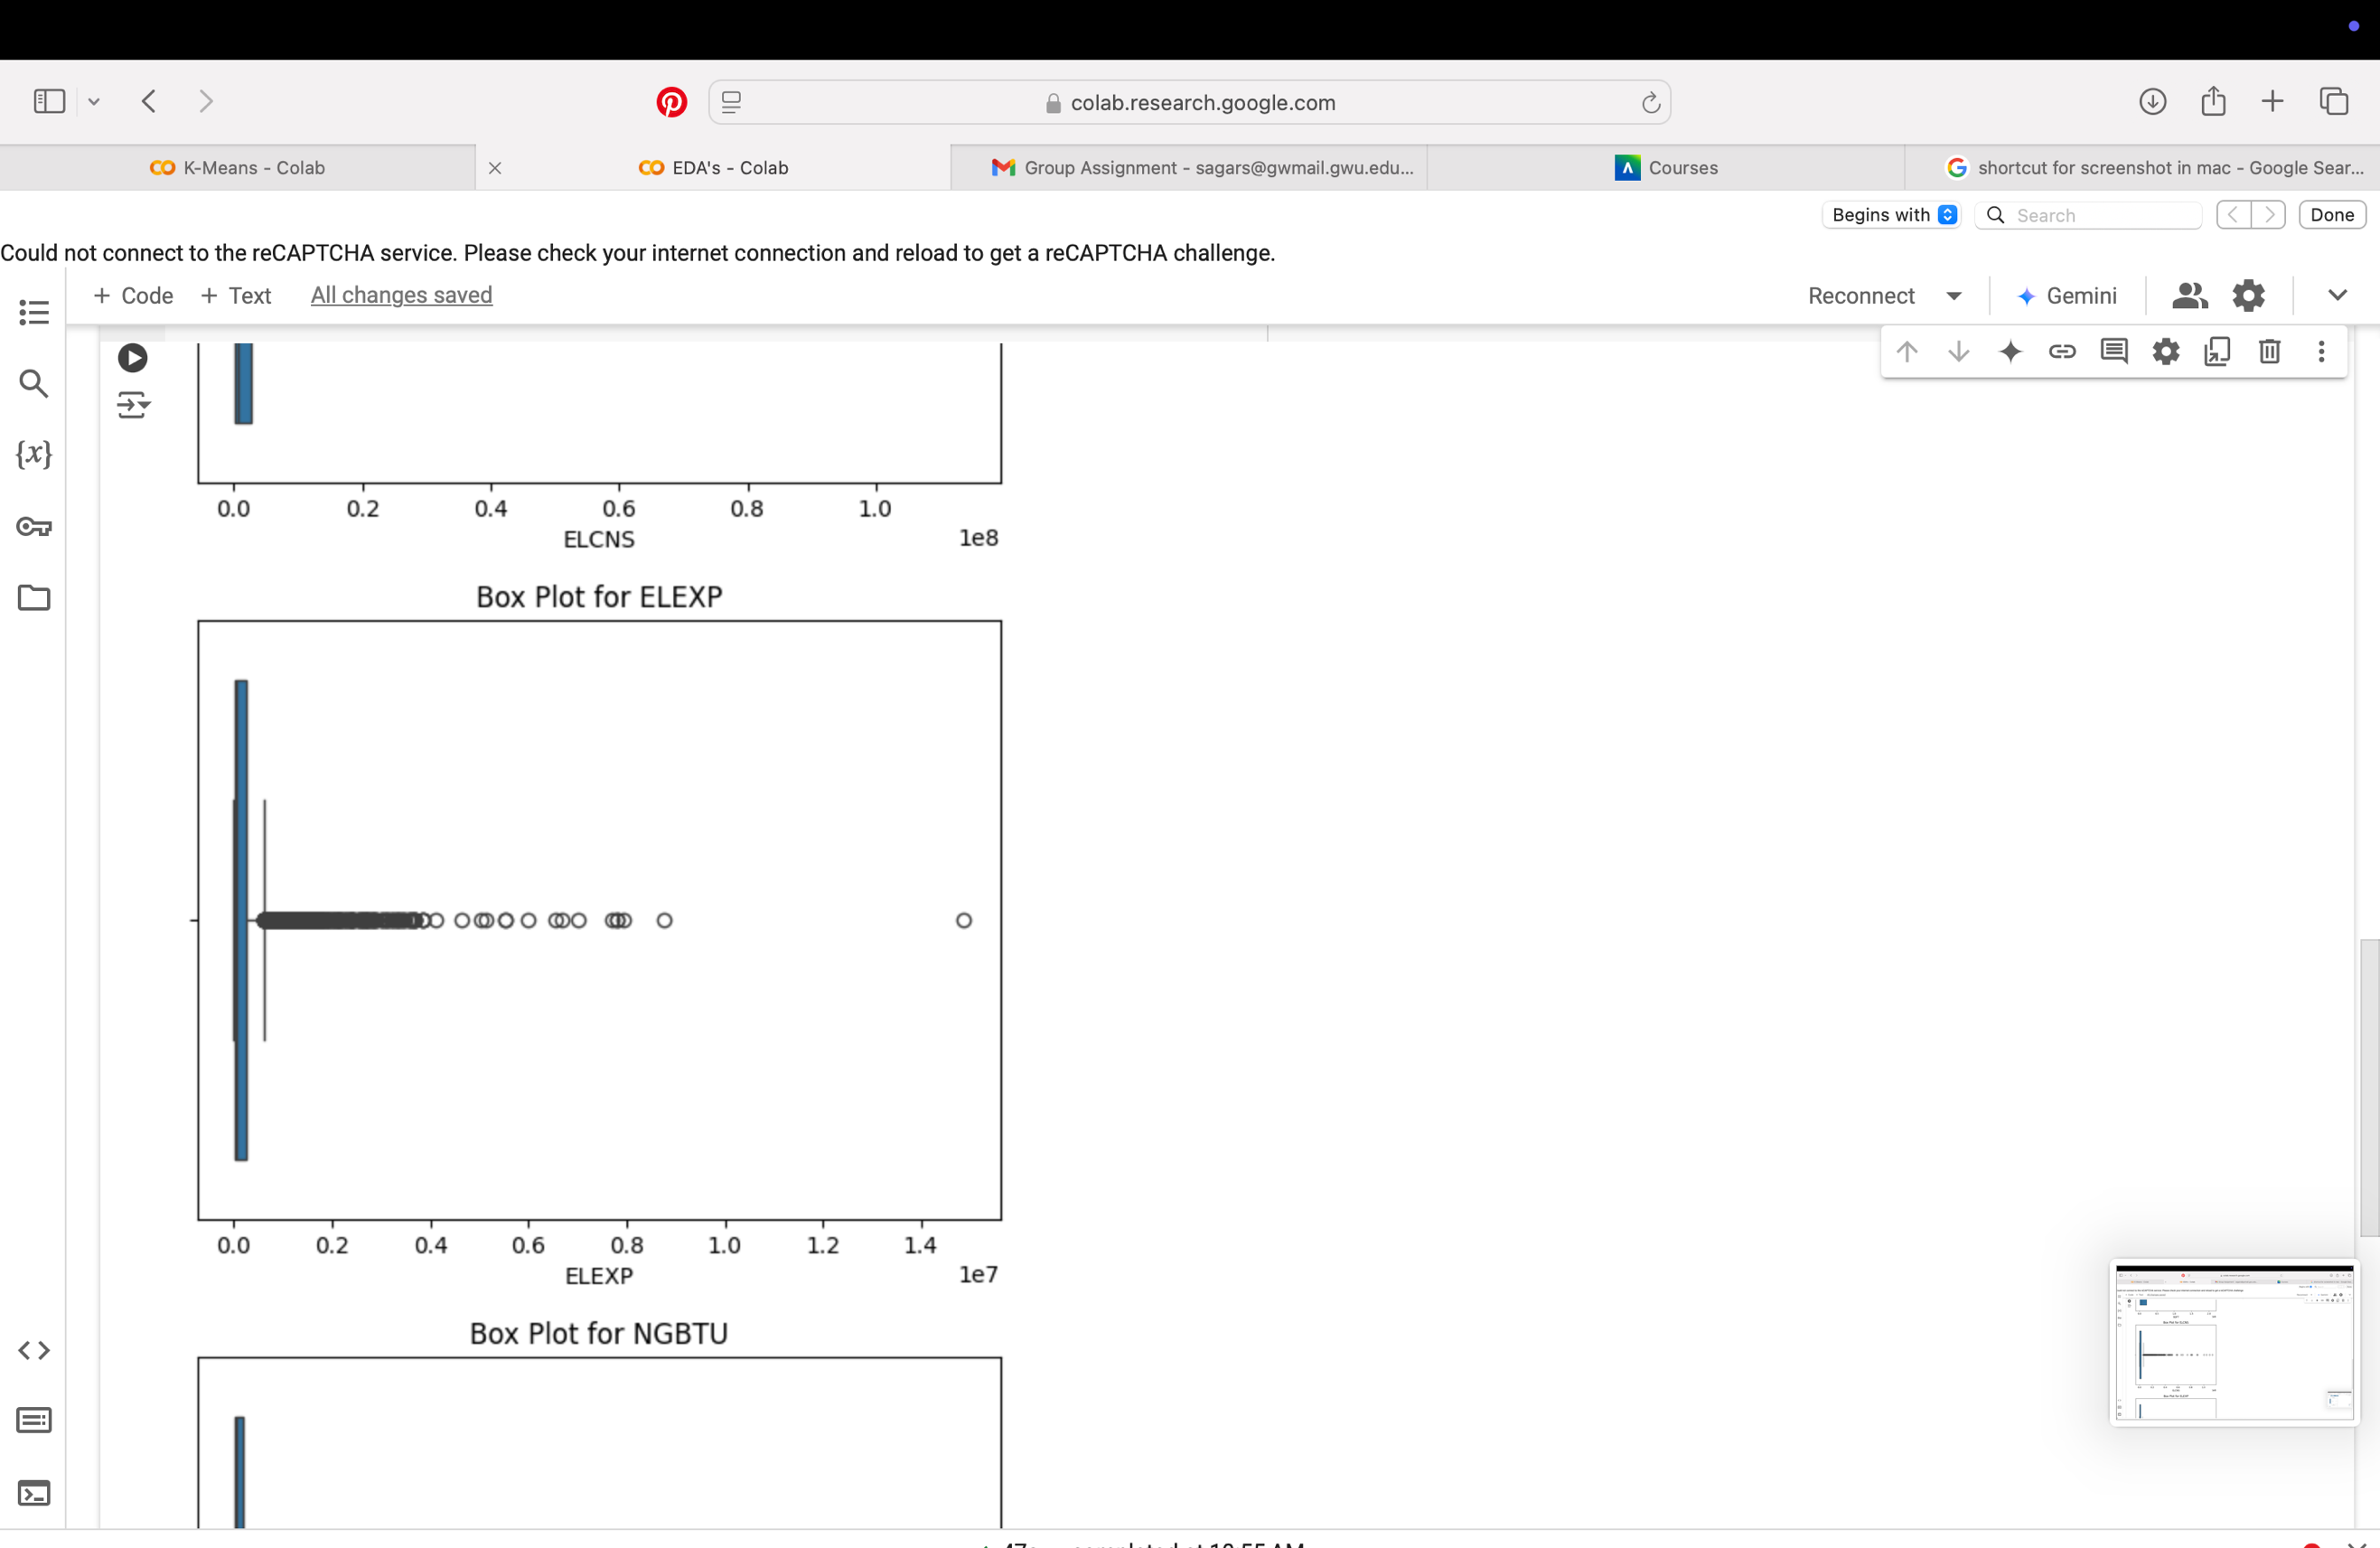 colab.research.google.com
K-Means - Colab
EDA's - Colab
Group Assignment - sagars@gwmail.gwu.edu...
Courses
shortcut for screenshot in mac - Google Sear...
Begins with
Search
Done
Could not connect to the reCAPTCHA service. Please check your internet connection and reload to get a reCAPTCHA challenge.
+ Code + Text All changes saved
Reconnect
Gemini
{x}
0.0 0.2 0.4 0.6 0.8 1.0
ELCNS 1e8
Box Plot for ELEXP
0.0 0.2 0.4 0.6 0.8 1.0 1.2 1.4
ELEXP 1e7
Box Plot for NGBTU